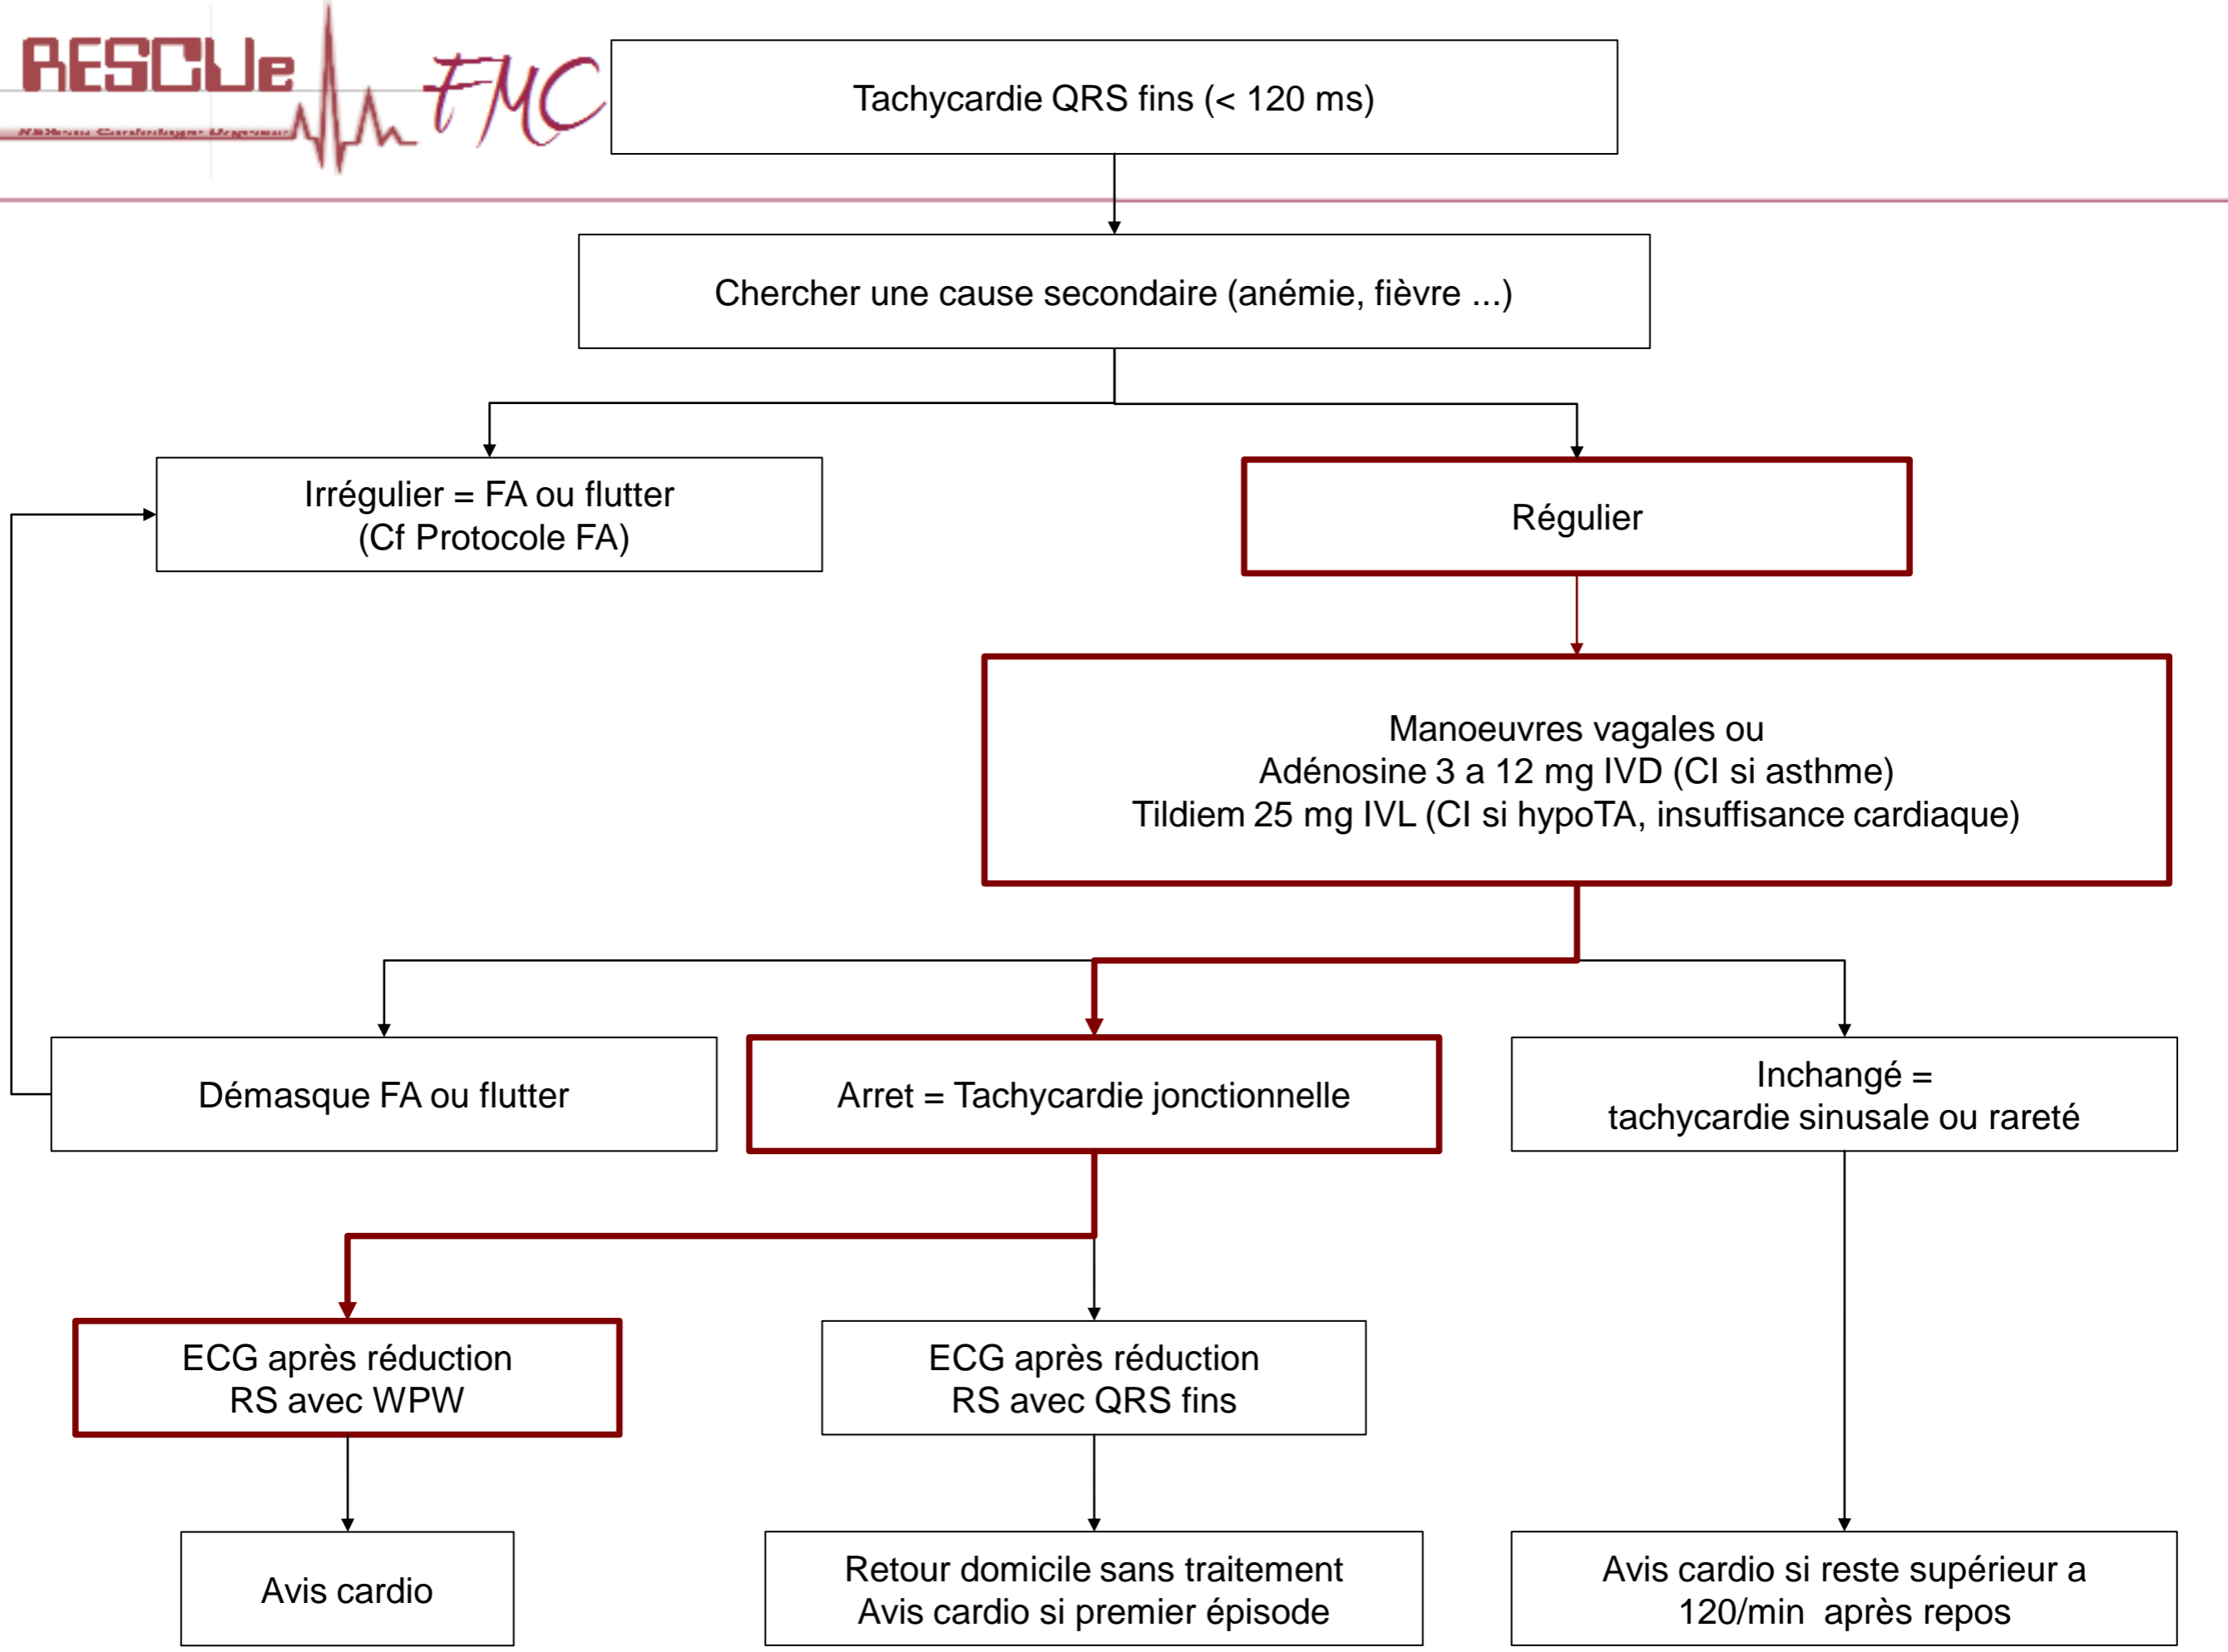 RESCUe
FMC
Tachycardie QRS fins (< 120 ms)
Chercher une cause secondaire (anémie, fièvre ...)
Irrégulier = FA ou flutter
(Cf Protocole FA)
Régulier
Manoeuvres vagales ou
Adénosine 3 a 12 mg IVD (CI si asthme)
Tildiem 25 mg IVL (CI si hypoTA, insuffisance cardiaque)
Démasque FA ou flutter
Arret = Tachycardie jonctionnelle
Inchangé =
tachycardie sinusale ou rareté
ECG après réduction
RS avec WPW
ECG après réduction
RS avec QRS fins
Avis cardio
Retour domicile sans traitement
Avis cardio si premier épisode
Avis cardio si reste supérieur a
120/min après repos